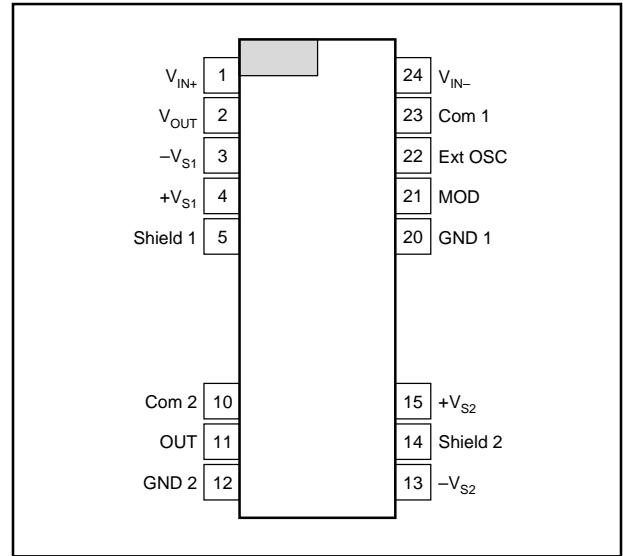 V_IN+ 1 24 V_IN–
V_OUT 2 23 Com 1
–V_S1 3 22 Ext OSC
+V_S1 4 21 MOD
Shield 1 5 20 GND 1
Com 2 10 15 +V_S2
OUT 11 14 Shield 2
GND 2 12 13 –V_S2